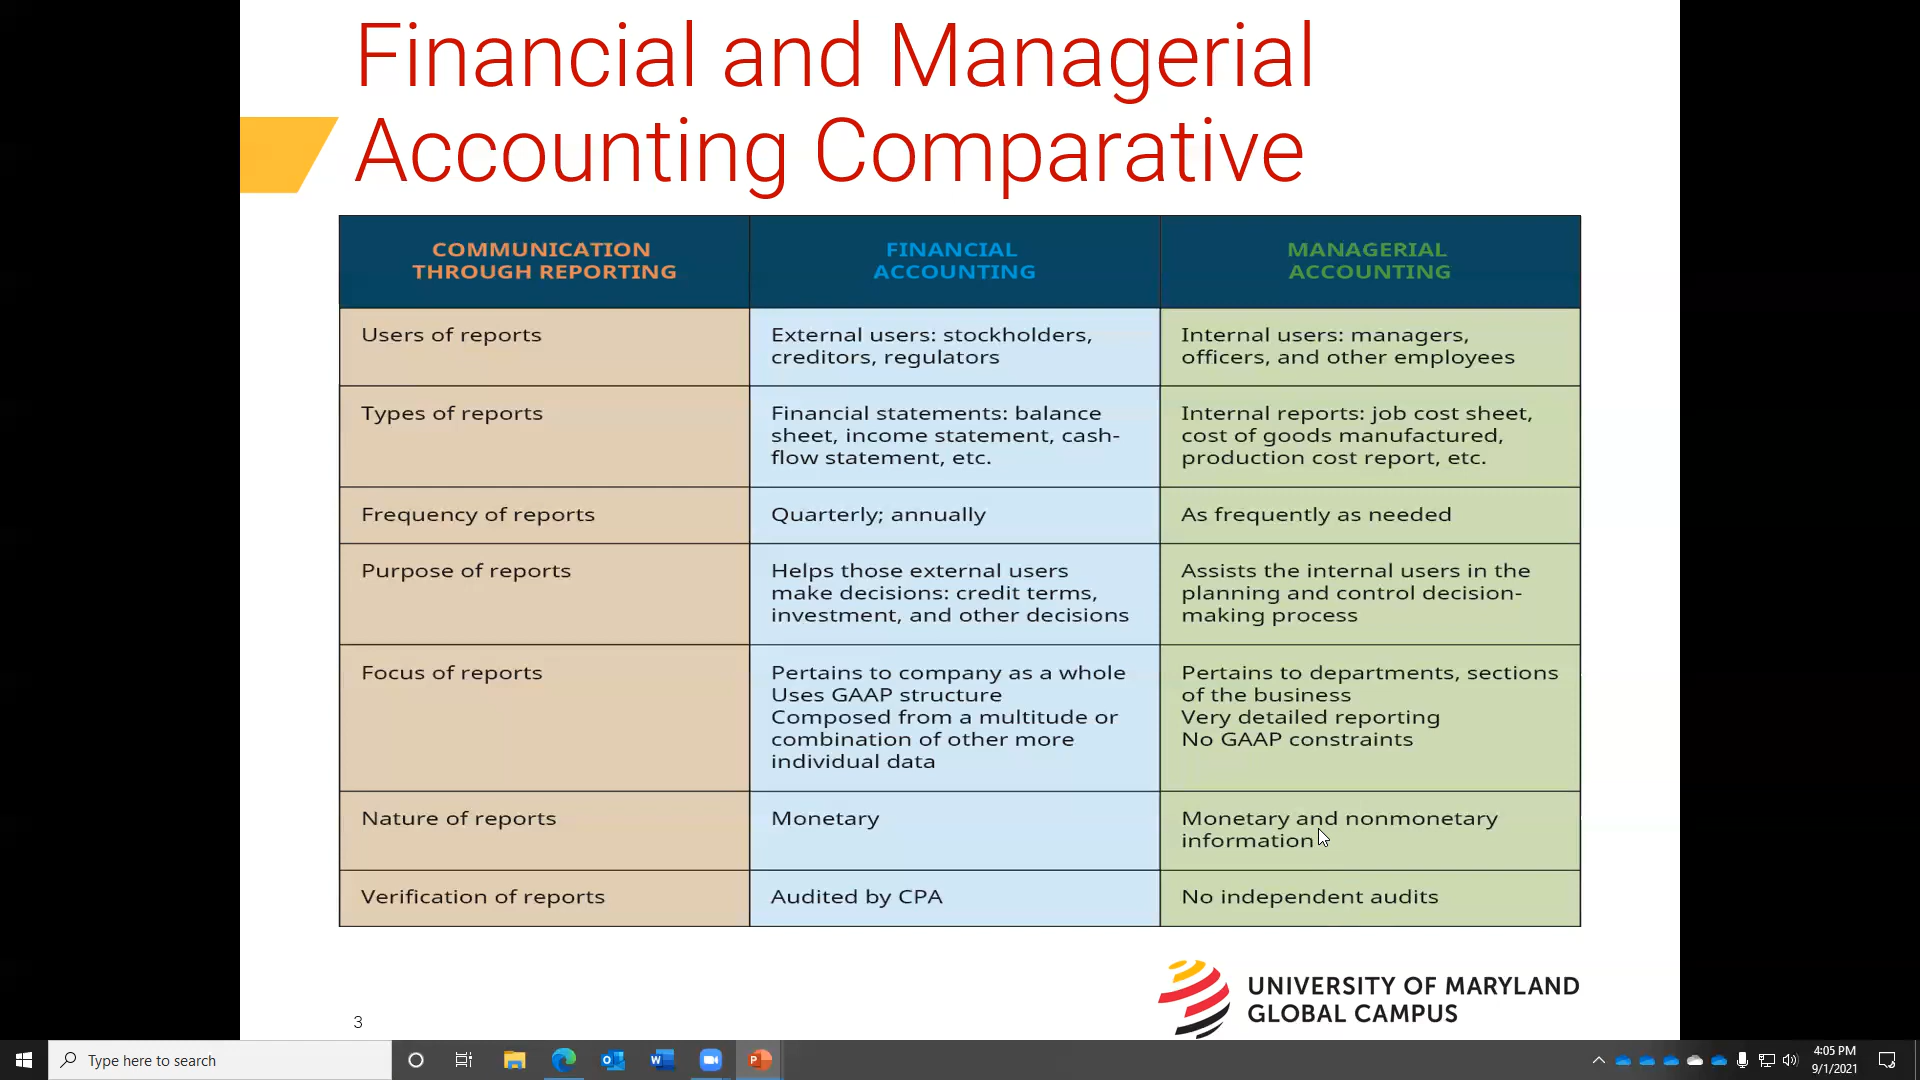 Financial and Managerial
Accounting Comparative
COMMUNICATION
THROUGH REPORTING
FINANCIAL
ACCOUNTING
MANAGERIAL
ACCOUNTING
Users of reports
External users: stockholders,
creditors, regulators
Internal users: managers,
officers, and other employees
Types of reports
Financial statements: balance
sheet, income statement, cash-
flow statement, etc.
Internal reports: job cost sheet,
cost of goods manufactured,
production cost report, etc.
Frequency of reports
Quarterly; annually
As frequently as needed
Purpose of reports
Helps those external users
make decisions: credit terms,
investment, and other decisions
Assists the internal users in the
planning and control decision-
making process
Focus of reports
Pertains to company as a whole
Uses GAAP structure
Composed from a multitude or
combination of other more
individual data
Pertains to departments, sections
of the business
Very detailed reporting
No GAAP constraints
Nature of reports
Monetary
Monetary and nonmonetary
information
Verification of reports
Audited by CPA
No independent audits
UNIVERSITY OF MARYLAND
GLOBAL CAMPUS
3
Type here to search
4:05 PM
9/1/2021